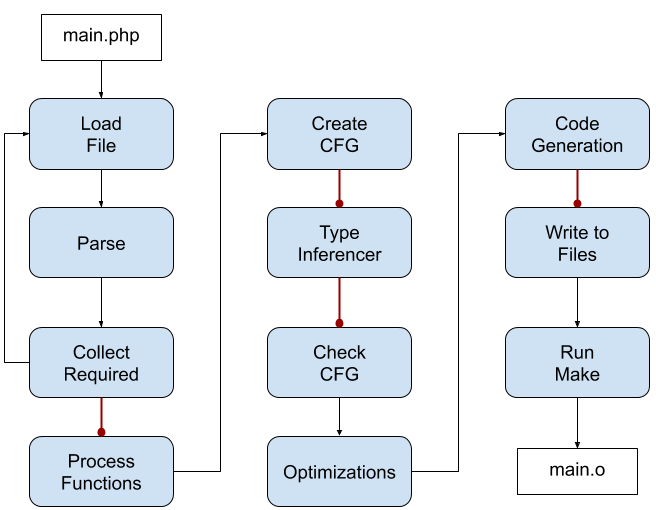 main.php
Load
File
Parse
Collect
Required
Process
Functions
Create
CFG
Type
Inferencer
Check
CFG
Optimizations
Code
Generation
Write to
Files
Run
Make
main.o